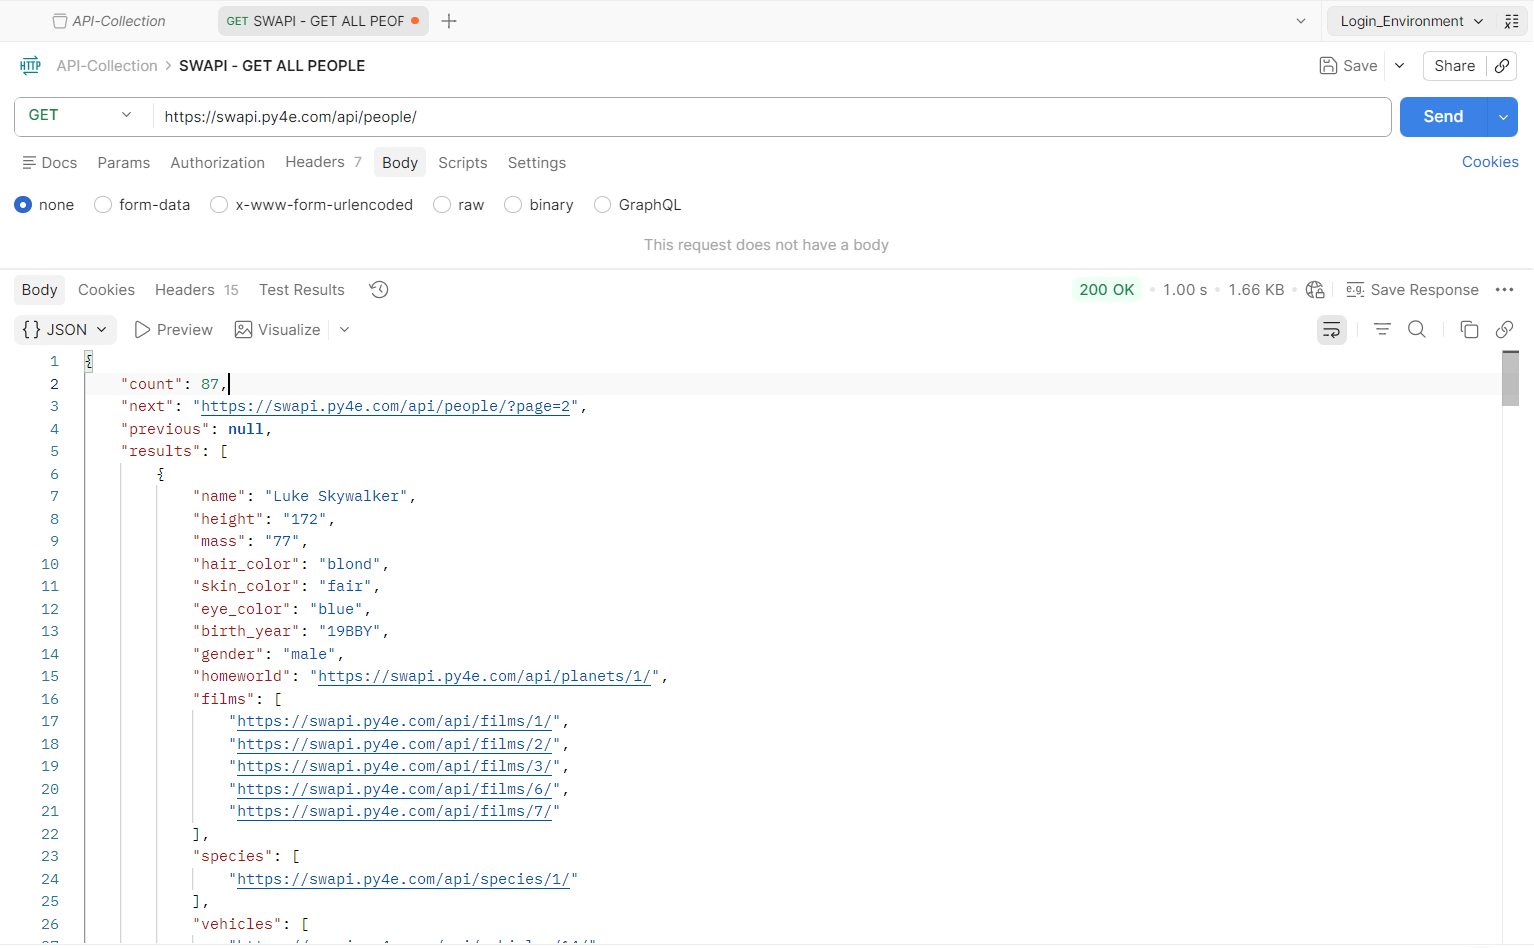 API-Collection
GET SWAPI - GET ALL PEOP
Login_Environment
HTTP API-Collection > SWAPI - GET ALL PEOPLE
Save
Share
GET
https://swapi.py4e.com/api/people/
Send
Docs Params Authorization Headers 7 Body Scripts Settings
Cookies
none form-data x-www-form-urlencoded raw binary GraphQL
This request does not have a body
Body Cookies Headers 15 Test Results
200 OK • 1.00 s • 1.66 KB • e.g. Save Response
{} JSON Preview Visualize
1 {
2 "count": 87,
3 "next": "https://swapi.py4e.com/api/people/?page=2",
4 "previous": null,
5 "results": [
6 {
7 "name": "Luke Skywalker",
8 "height": "172",
9 "mass": "77",
10 "hair_color": "blond",
11 "skin_color": "fair",
12 "eye_color": "blue",
13 "birth_year": "19BBY",
14 "gender": "male",
15 "homeworld": "https://swapi.py4e.com/api/planets/1/",
16 "films": [
17 "https://swapi.py4e.com/api/films/1/",
18 "https://swapi.py4e.com/api/films/2/",
19 "https://swapi.py4e.com/api/films/3/",
20 "https://swapi.py4e.com/api/films/6/",
21 "https://swapi.py4e.com/api/films/7/"
22 ],
23 "species": [
24 "https://swapi.py4e.com/api/species/1/"
25 ],
26 "vehicles": [